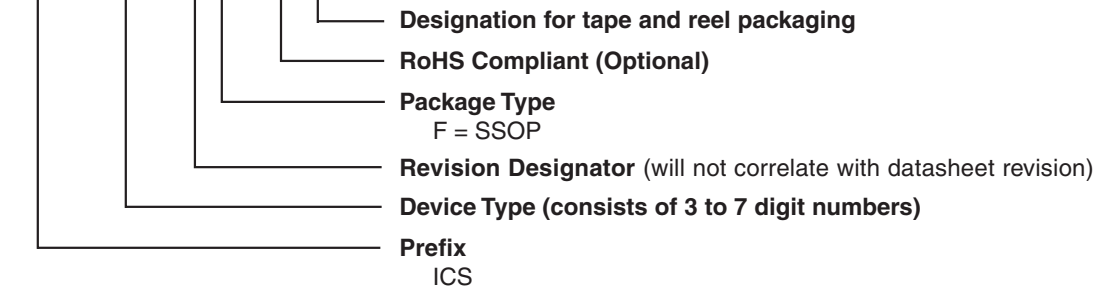 Designation for tape and reel packaging
RoHS Compliant (Optional)
Package Type
F = SSOP
Revision Designator (will not correlate with datasheet revision)
Device Type (consists of 3 to 7 digit numbers)
Prefix
ICS